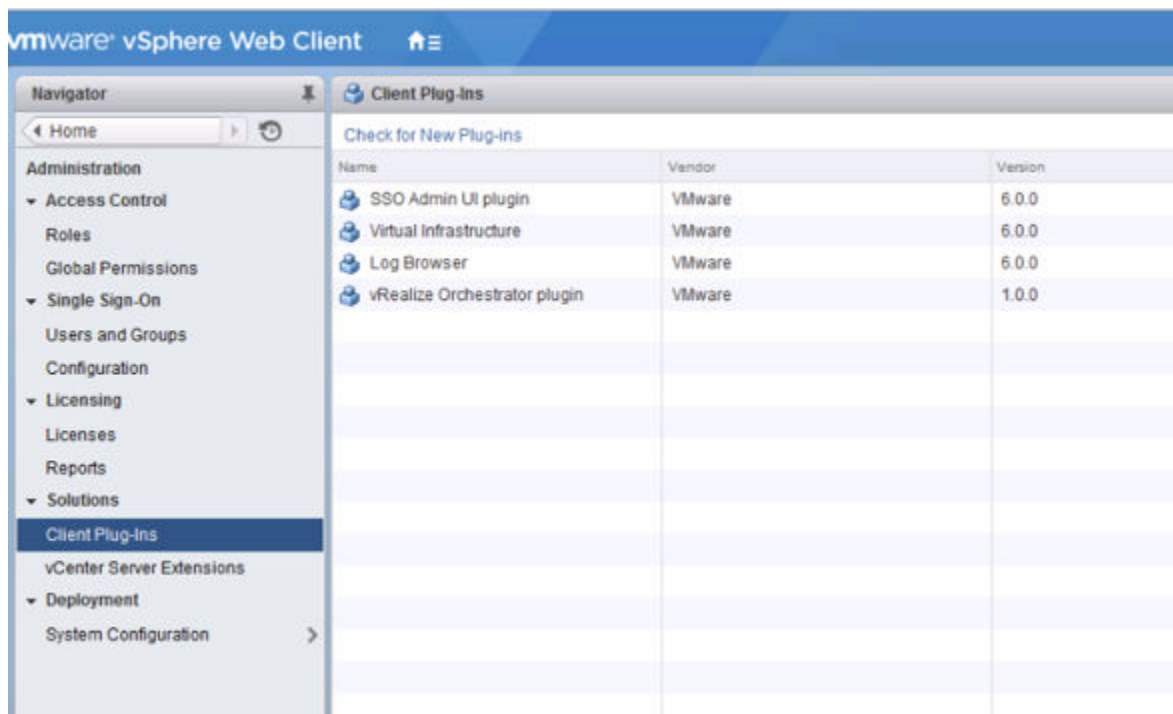 vmware vSphere Web Client
Navigator
Home
Administration
Access Control
Roles
Global Permissions
Single Sign-On
Users and Groups
Configuration
Licensing
Licenses
Reports
Solutions
Client Plug-Ins
vCenter Server Extensions
Deployment
System Configuration
Client Plug-Ins
Check for New Plug-ins
Name Vendor Version
SSO Admin UI plugin VMware 6.0.0
Virtual Infrastructure VMware 6.0.0
Log Browser VMware 6.0.0
vRealize Orchestrator plugin VMware 1.0.0